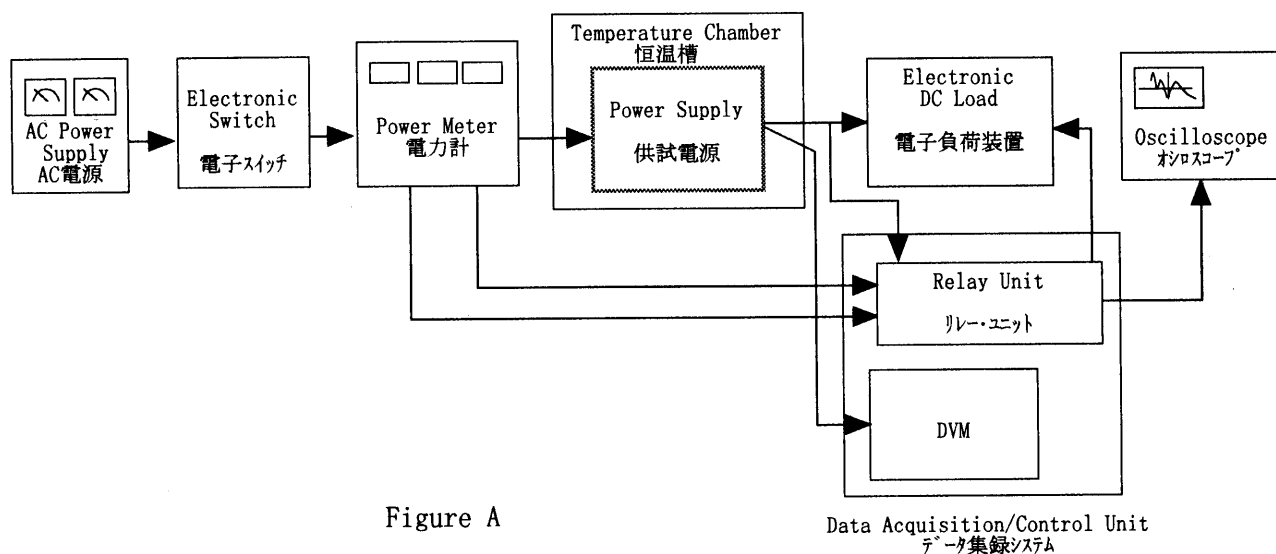 AC Power
Supply
AC電源
Electronic
Switch
電子ｽｲｯﾁ
Power Meter
電力計
Temperature Chamber
恒温槽
Power Supply
供試電源
Electronic
DC Load
電子負荷装置
Oscilloscope
ｵｼﾛｽｺｰﾌﾟ
Relay Unit
ﾘﾚｰ・ﾕﾆｯﾄ
DVM
Data Acquisition/Control Unit
ﾃﾞｰﾀ集録ｼｽﾃﾑ
Figure A